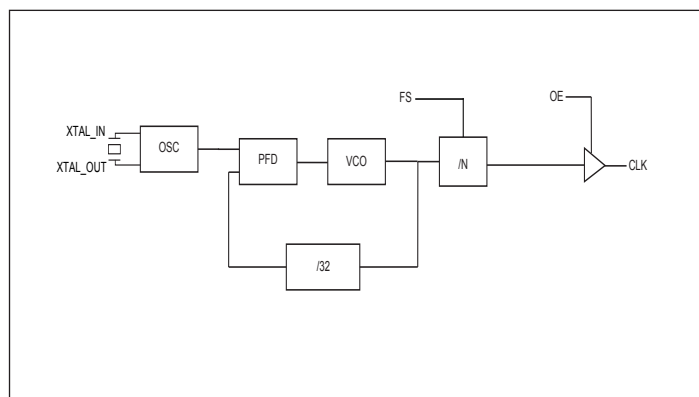 FS
OE
XTAL_IN
OSC
PFD
VCO
/N
CLK
XTAL_OUT
/32